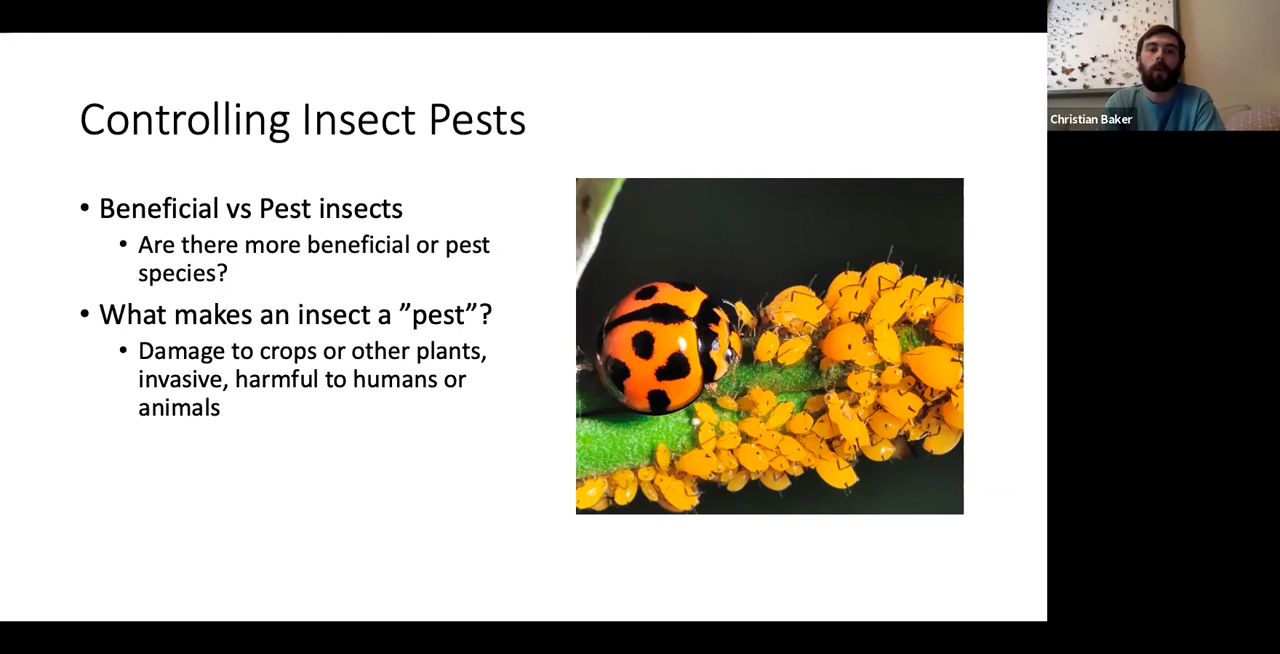 Controlling Insect Pests
• Beneficial vs Pest insects
• Are there more beneficial or pest
species?
• What makes an insect a ”pest”?
• Damage to crops or other plants,
invasive, harmful to humans or
animals
Christian Baker